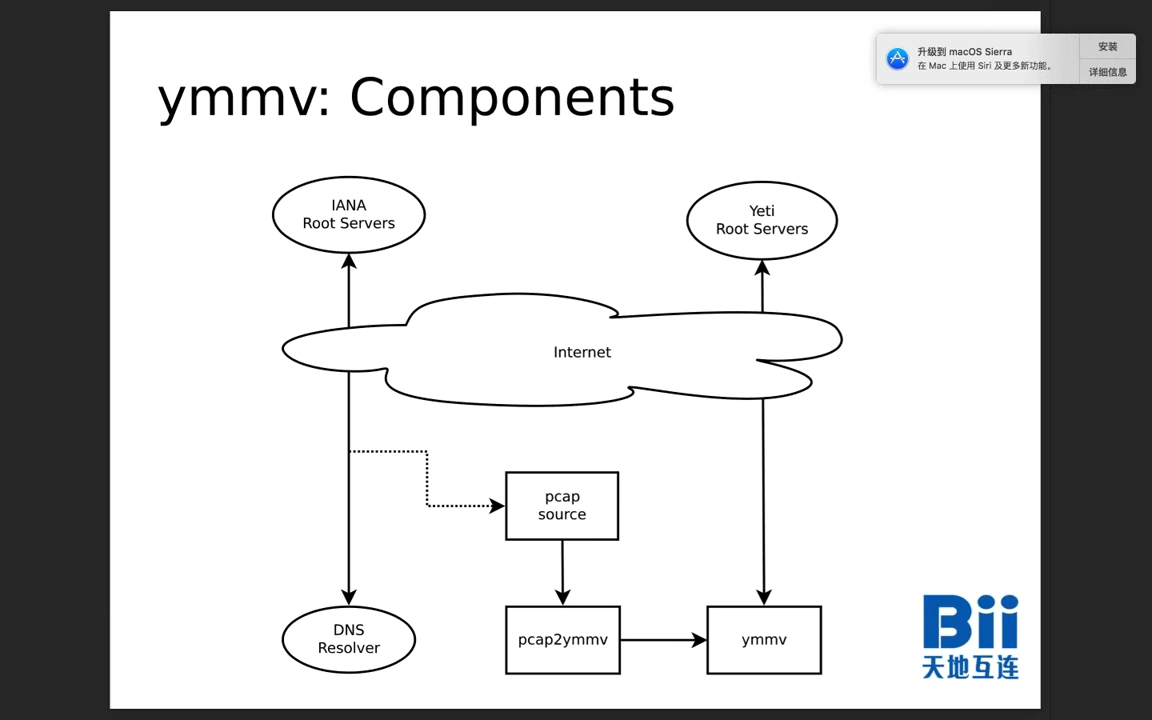 升级到 macOS Sierra
在 Mac 上使用 Siri 及更多新功能。
安装
详细信息
ymmv: Components
IANA
Root Servers
Yeti
Root Servers
Internet
pcap
source
DNS
Resolver
pcap2ymmv
ymmv
Bii
天地互连